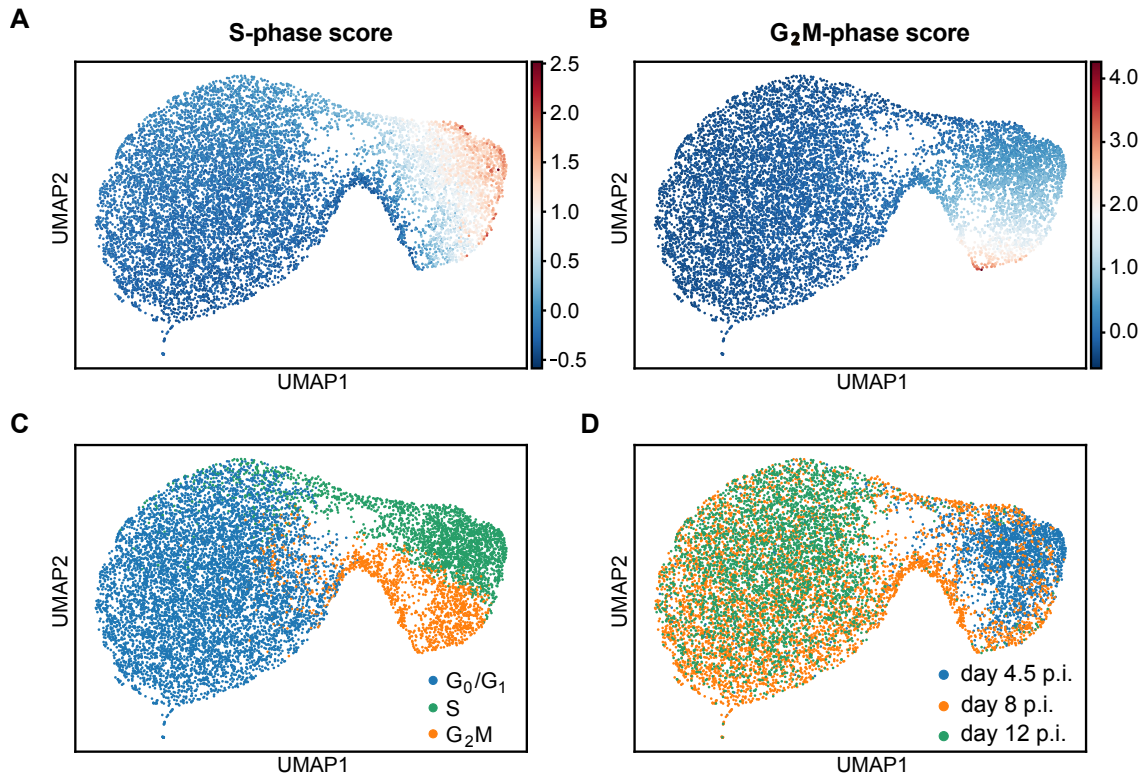 A
S-phase score
UMAP2
UMAP1
2.5
2.0
1.5
1.0
0.5
0.0
−0.5
B
G₂M-phase score
UMAP2
UMAP1
4.0
3.0
2.0
1.0
0.0
C
UMAP2
UMAP1
G₀/G₁
S
G₂M
D
UMAP2
UMAP1
day 4.5 p.i.
day 8 p.i.
day 12 p.i.